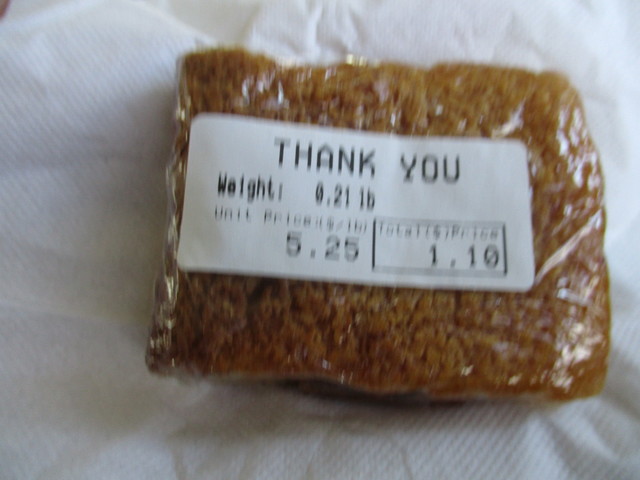 THANK YOU
Weight: 0.21 lb
Unit Price($/lb) Total($)Price
5.25 1.10